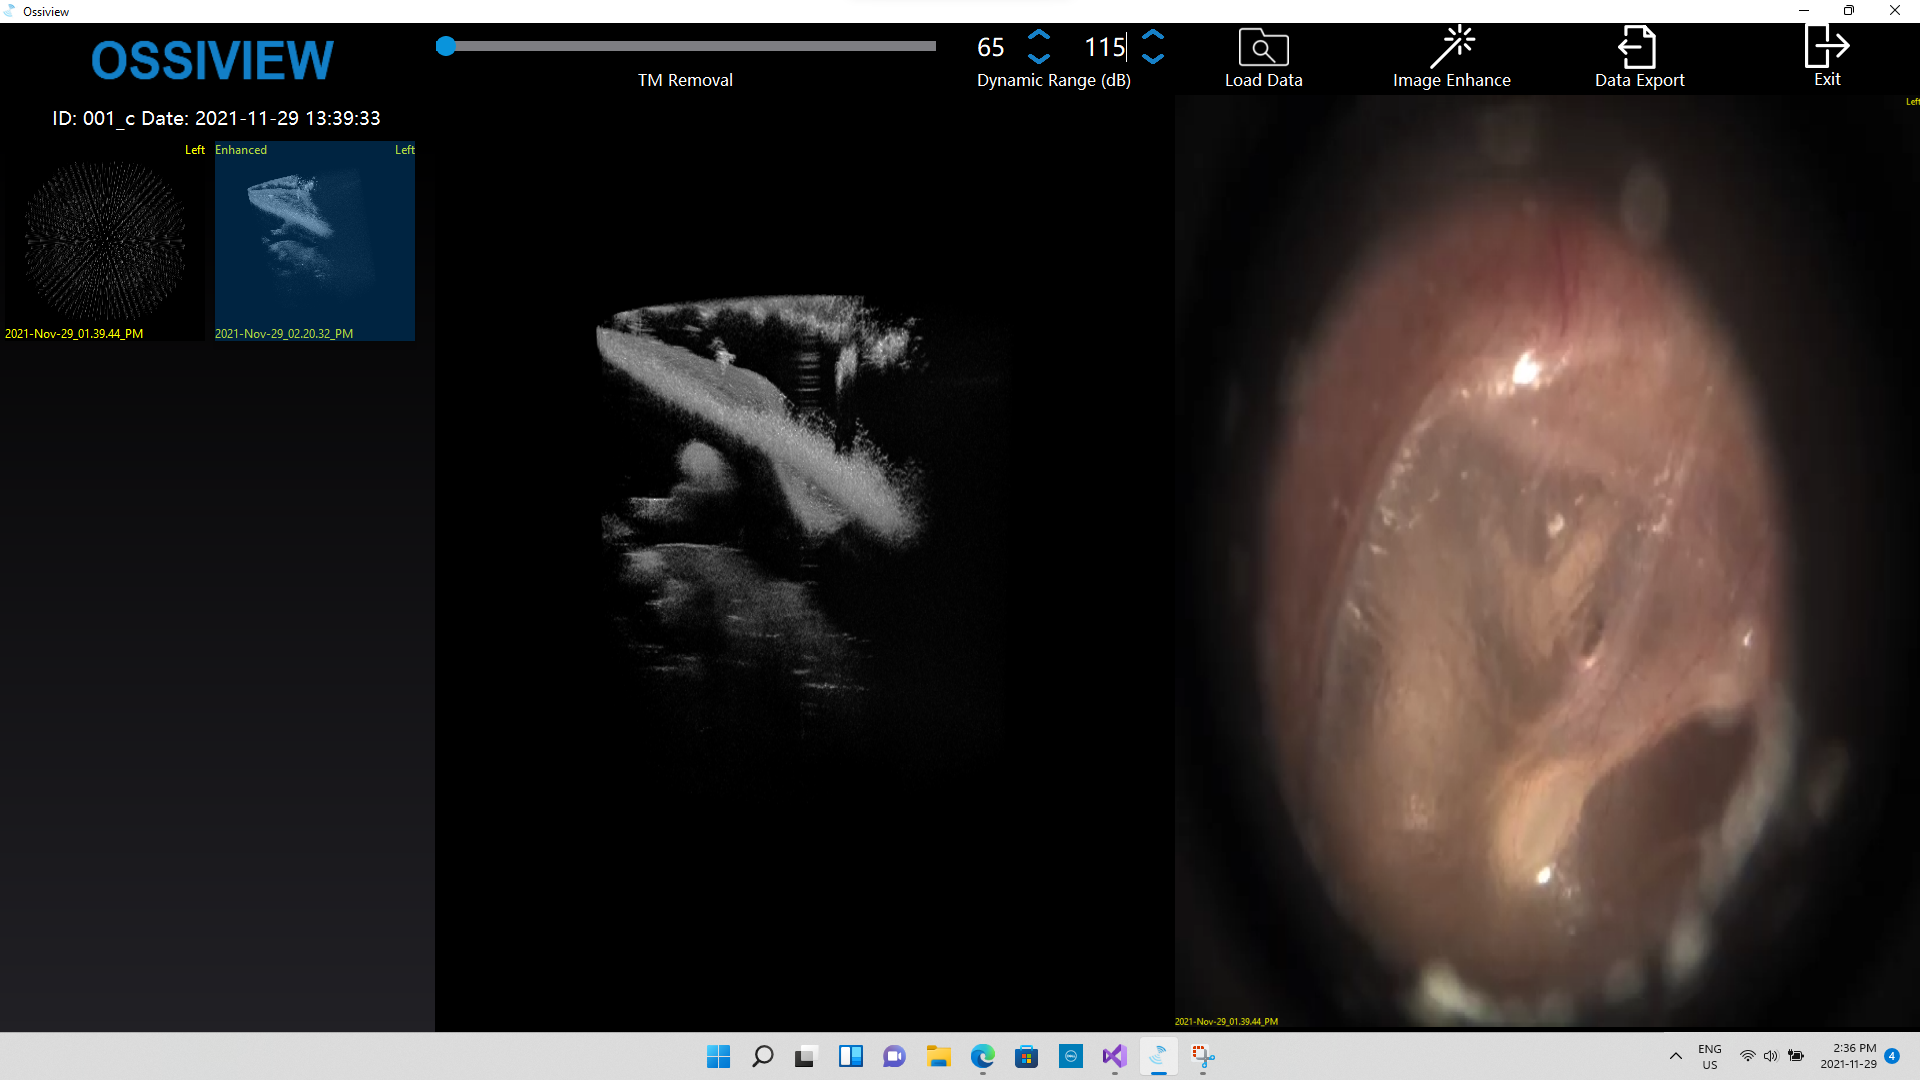 Ossiview
OSSIVIEW
65 115
TM Removal
Dynamic Range (dB)
Load Data
Image Enhance
Data Export
Exit
ID: 001_c Date: 2021-11-29 13:39:33
Left
2021-Nov-29_01.39.44_PM
Enhanced Left
2021-Nov-29_02.20.32_PM
Left
2021-Nov-29_01.39.44_PM
ENG
US
2:36 PM
2021-11-29
4